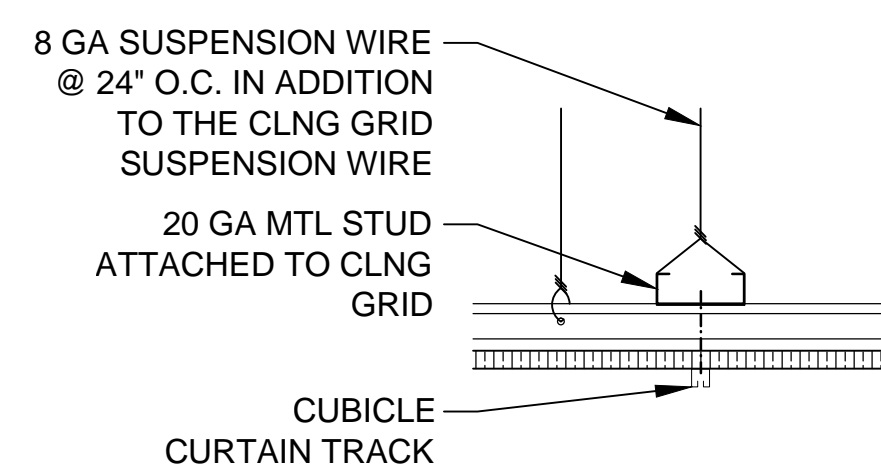 8 GA SUSPENSION WIRE
@ 24" O.C. IN ADDITION
TO THE CLNG GRID
SUSPENSION WIRE
20 GA MTL STUD
ATTACHED TO CLNG
GRID
CUBICLE
CURTAIN TRACK